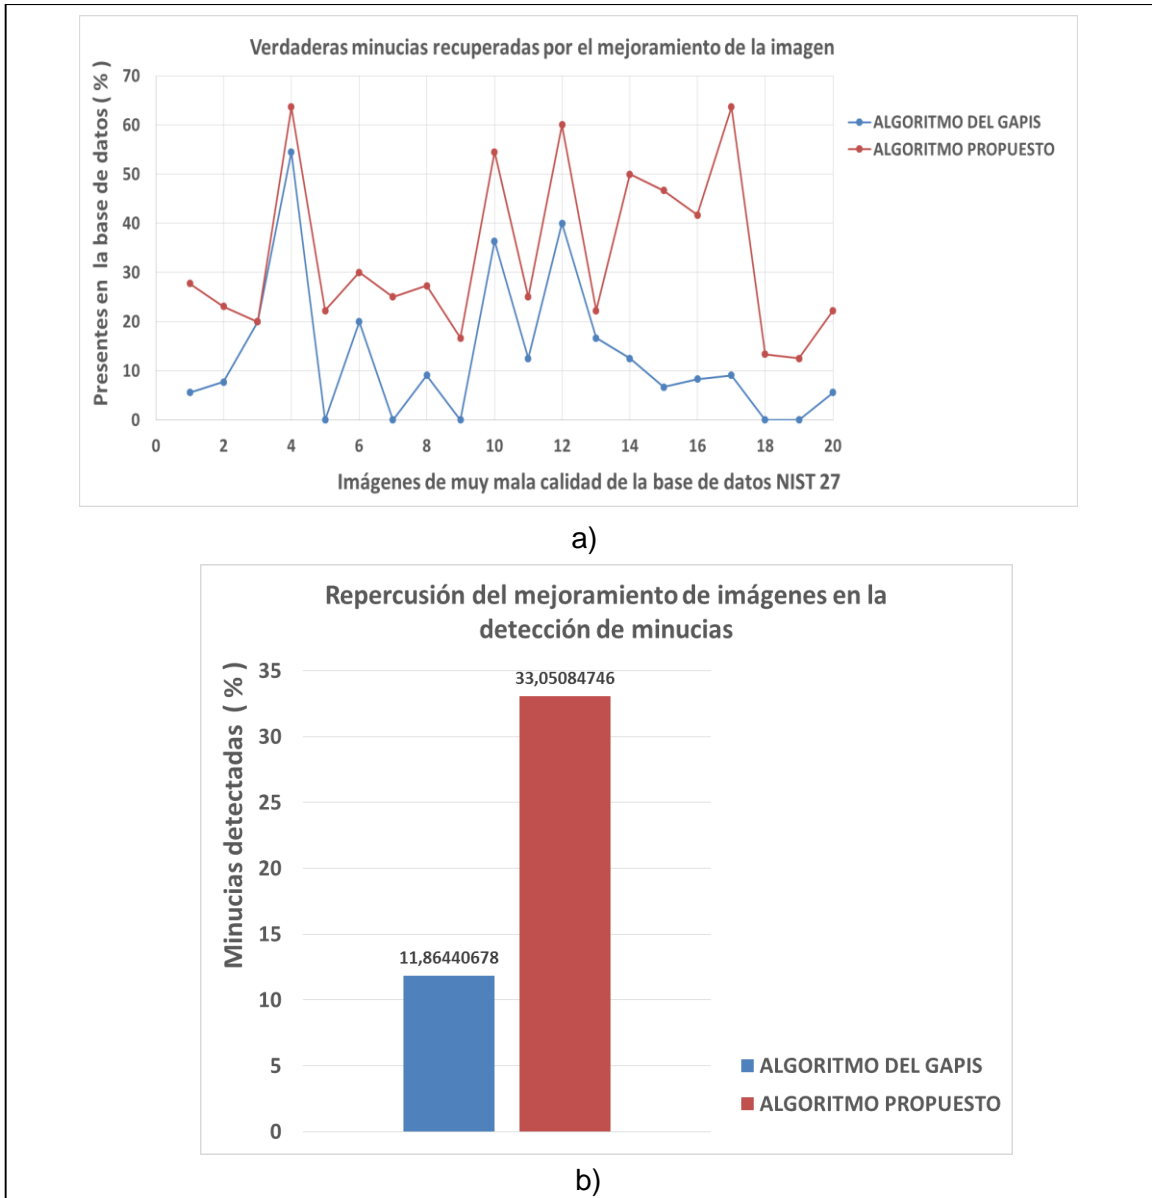 Verdaderas minucias recuperadas por el mejoramiento de la imagen
Presentes en la base de datos ( % )
70
60
50
40
30
20
10
0
0 2 4 6 8 10 12 14 16 18 20
Imágenes de muy mala calidad de la base de datos NIST 27
ALGORITMO DEL GAPIS
ALGORITMO PROPUESTO
a)
Repercusión del mejoramiento de imágenes en la
detección de minucias
Minucias detectadas ( % )
35
30
25
20
15
10
5
0
33,05084746
11,86440678
ALGORITMO DEL GAPIS
ALGORITMO PROPUESTO
b)